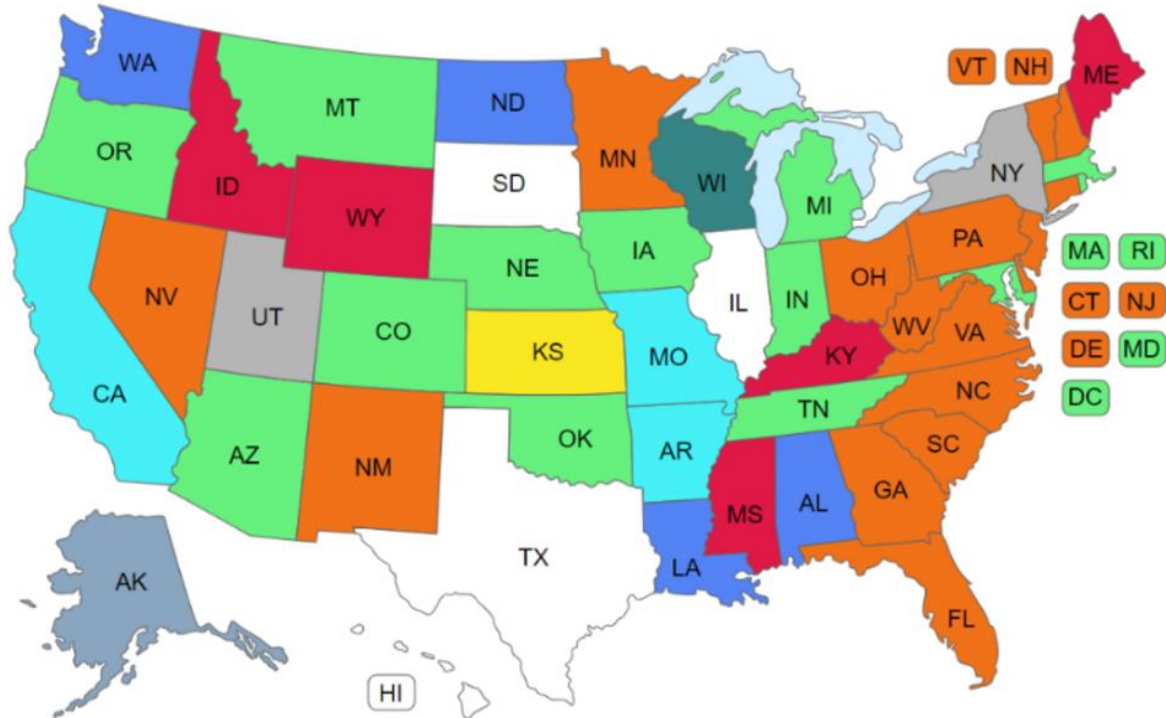 VT NH ME
WA
MT ND
MN
OR
ID
SD
WI
NY
WY
MI
IA
PA
NE
MA RI
NV
OH
IL IN
UT
CO
CT NJ
WV VA
KS
MO
KY
DE MD
CA
NC
DC
TN
OK
AZ
AR
SC
NM
GA
MS AL
TX
LA
AK
FL
HI